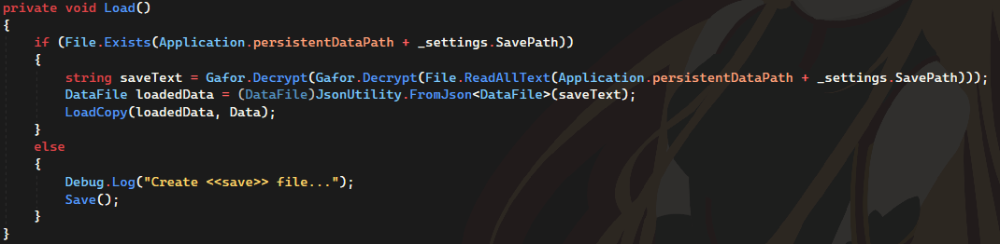 private void Load()
{
if (File.Exists(Application.persistentDataPath + _settings.SavePath))
{
string saveText = Gafor.Decrypt(Gafor.Decrypt(File.ReadAllText(Application.persistentDataPath + _settings.SavePath)));
DataFile loadedData = (DataFile)JsonUtility.FromJson<DataFile>(saveText);
LoadCopy(loadedData, Data);
}
else
{
Debug.Log("Create <<save>> file...");
Save();
}
}